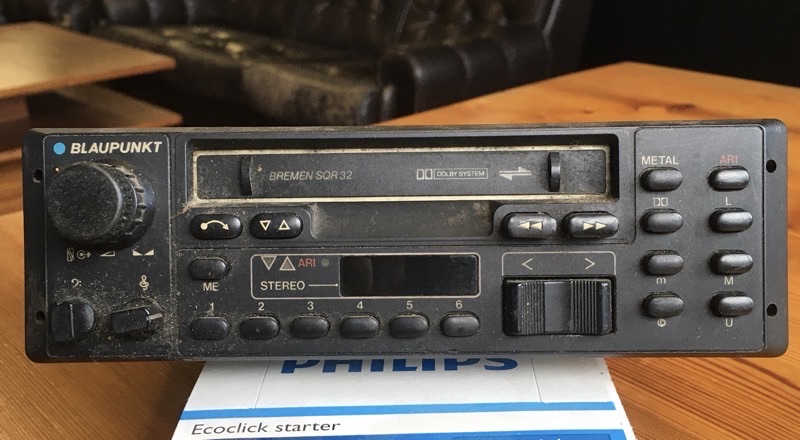 BLAUPUNKT
BREMEN SQR 32
DOLBY SYSTEM
METAL ARI
L
ARI
STEREO
ME
m M
1 2 3 4 5 6
© U
PHILIPS
Ecoclick starter